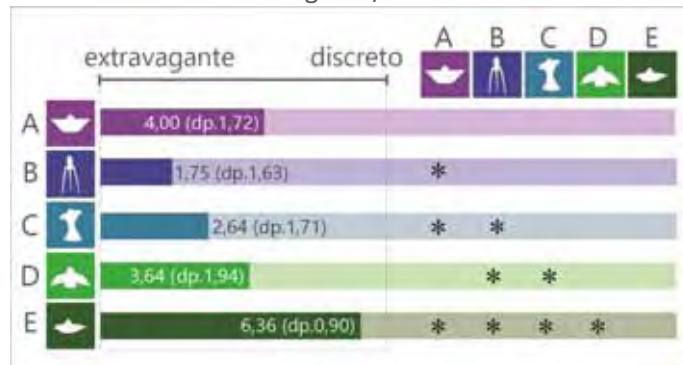 A B C D E
extravagante discreto
A 4,00 (dp.1,72)
B 1,75 (dp.1,63) *
C 2,64 (dp.1,71) * *
D 3,64 (dp.1,94) * *
E 6,36 (dp.0,90) * * * *